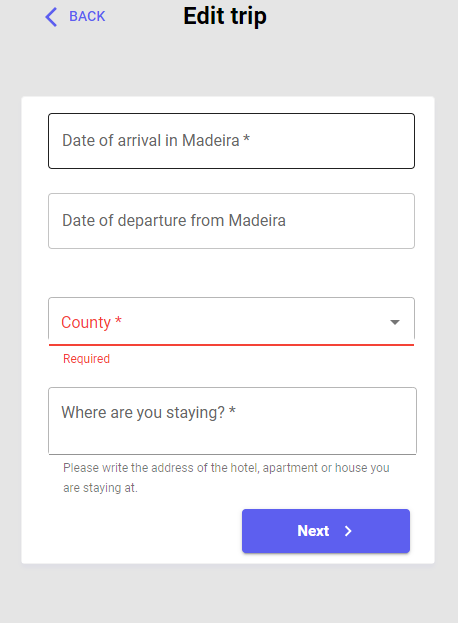 BACK
Edit trip
Date of arrival in Madeira *
Date of departure from Madeira
County *
Required
Where are you staying? *
Please write the address of the hotel, apartment or house you
are staying at.
Next